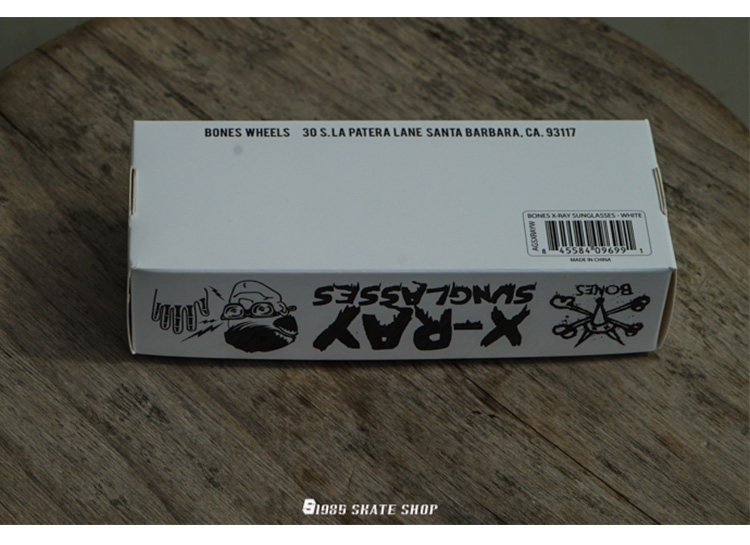 BONES WHEELS 30 S.LA PATERA LANE SANTA BARBARA, CA. 93117
BONES X-RAY SUNGLASSES - WHITE
AGSXRAYW
8 45584 09699 1
MADE IN CHINA
BONES
X-RAY
SUNGLASSES
1985 SKATE SHOP